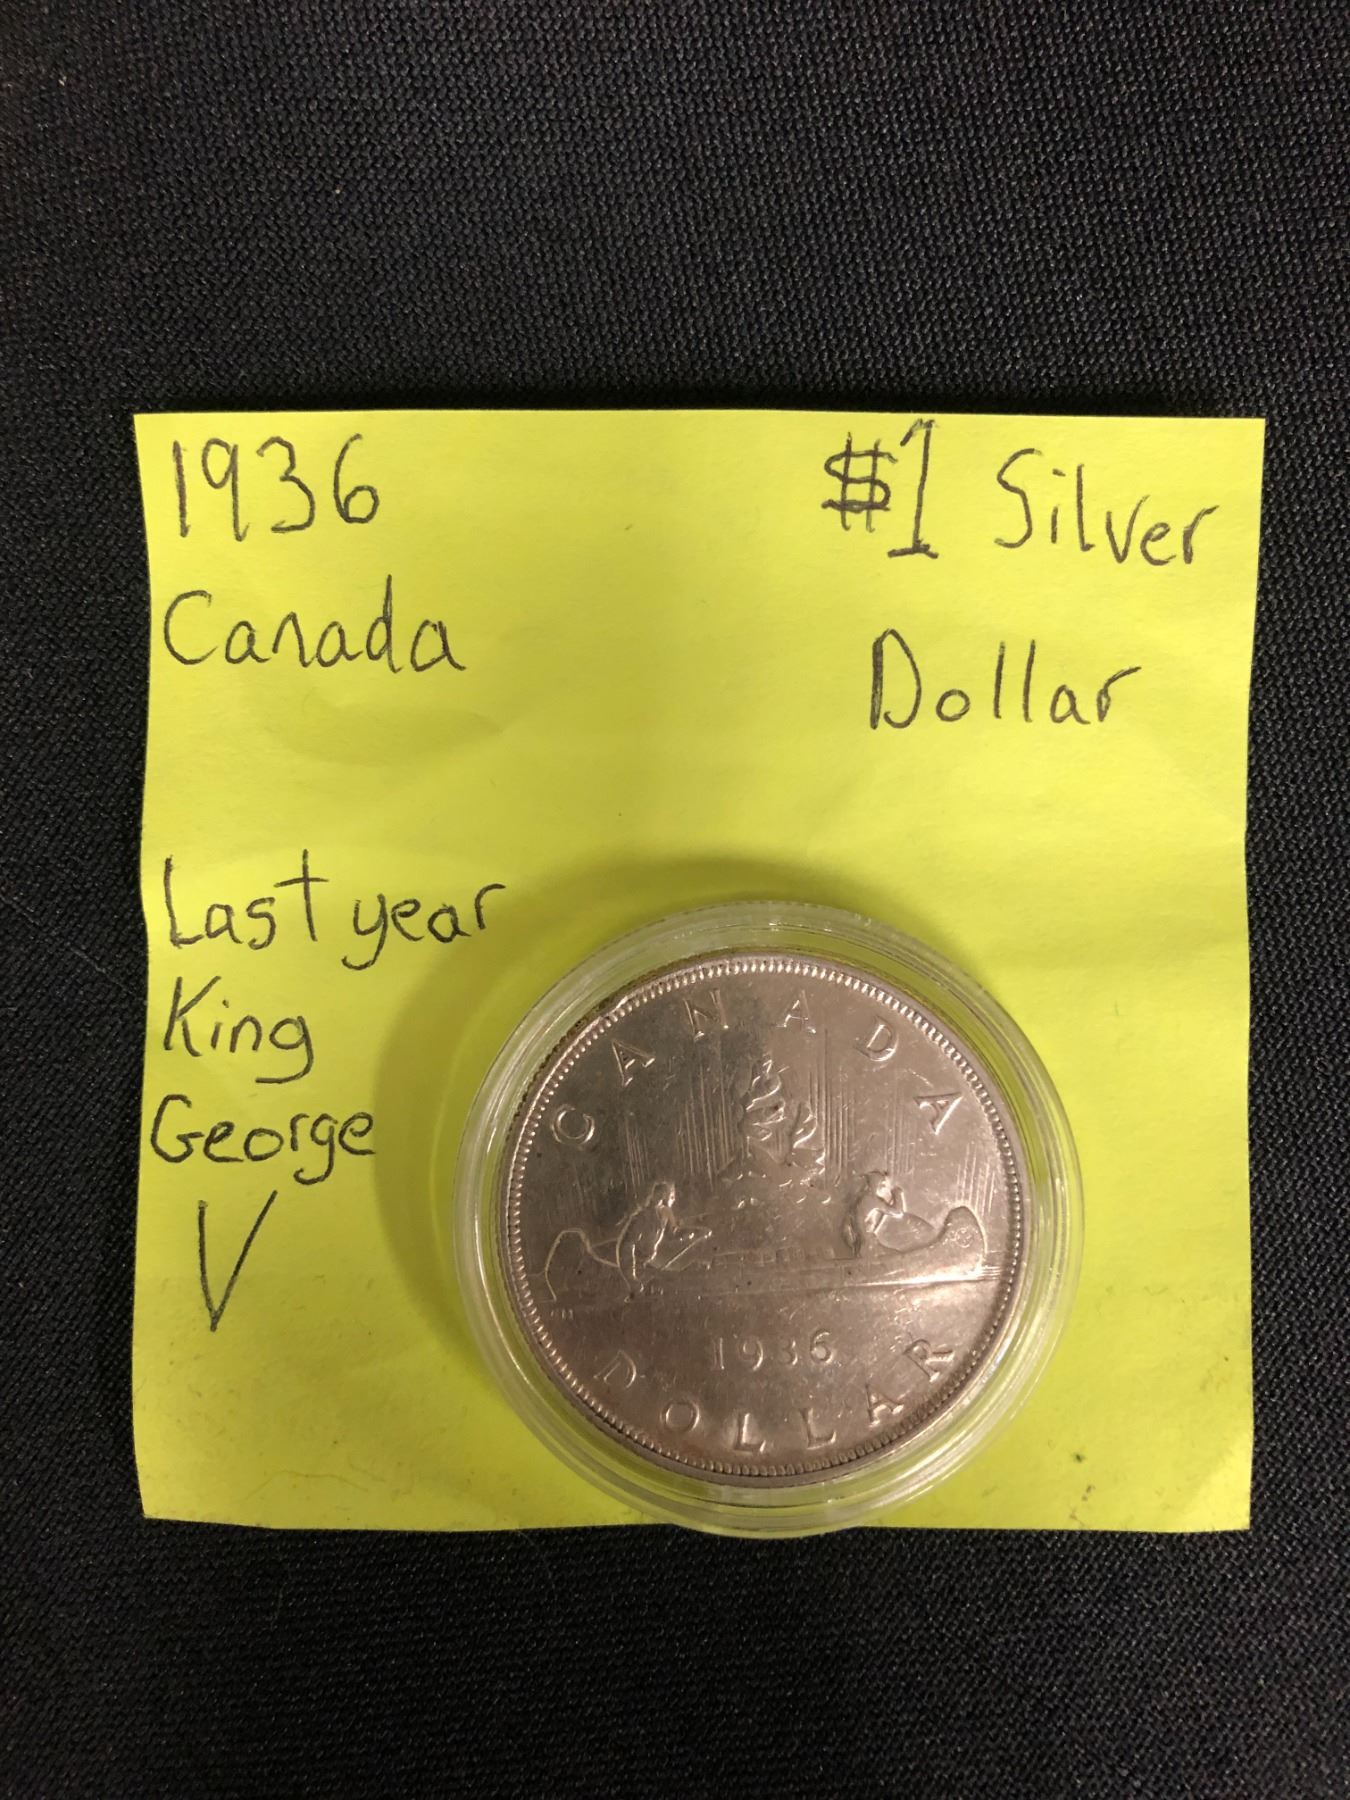 1936
Canada
$1 Silver
Dollar
Last year
King
George
V
CANADA
1936
DOLLAR